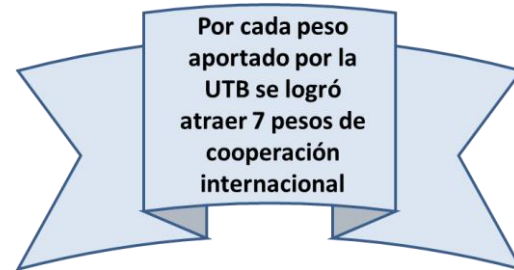 Por cada peso
aportado por la
UTB se logró
atraer 7 pesos de
cooperación
internacional